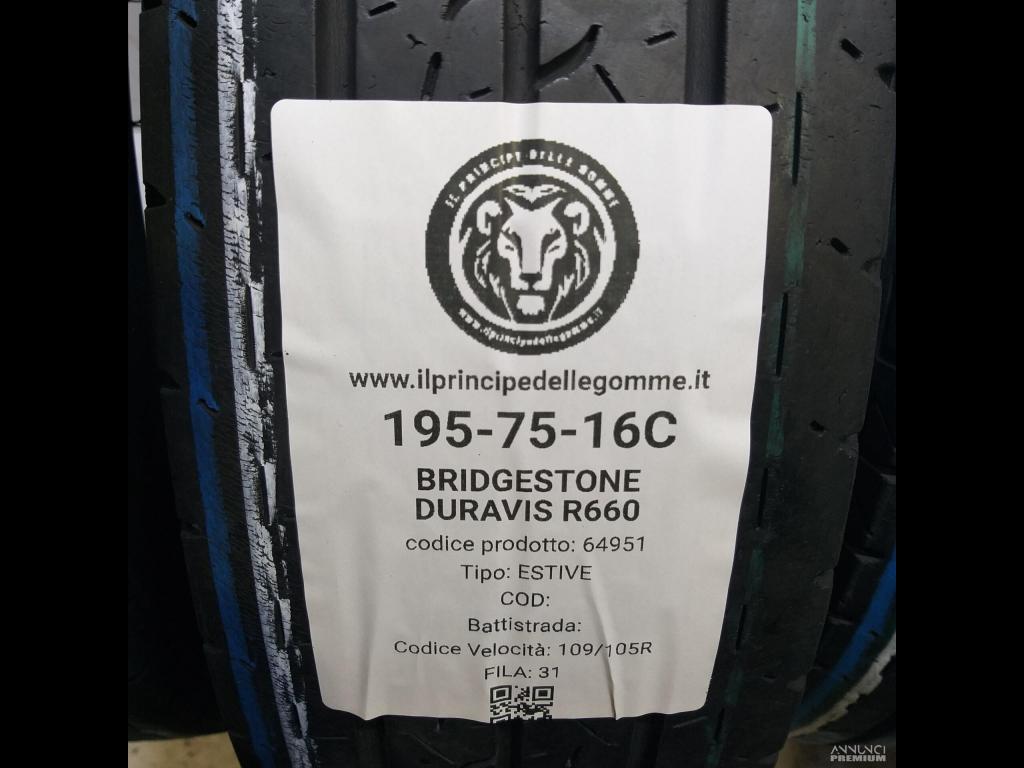 IL PRINCIPE DELLE GOMME
www.ilprincipedellegomme.it
www.ilprincipedellegomme.it
195-75-16C
BRIDGESTONE
DURAVIS R660
codice prodotto: 64951
Tipo: ESTIVE
COD:
Battistrada:
Codice Velocità: 109/105R
FILA: 31
ANNUNCI
PREMIUM